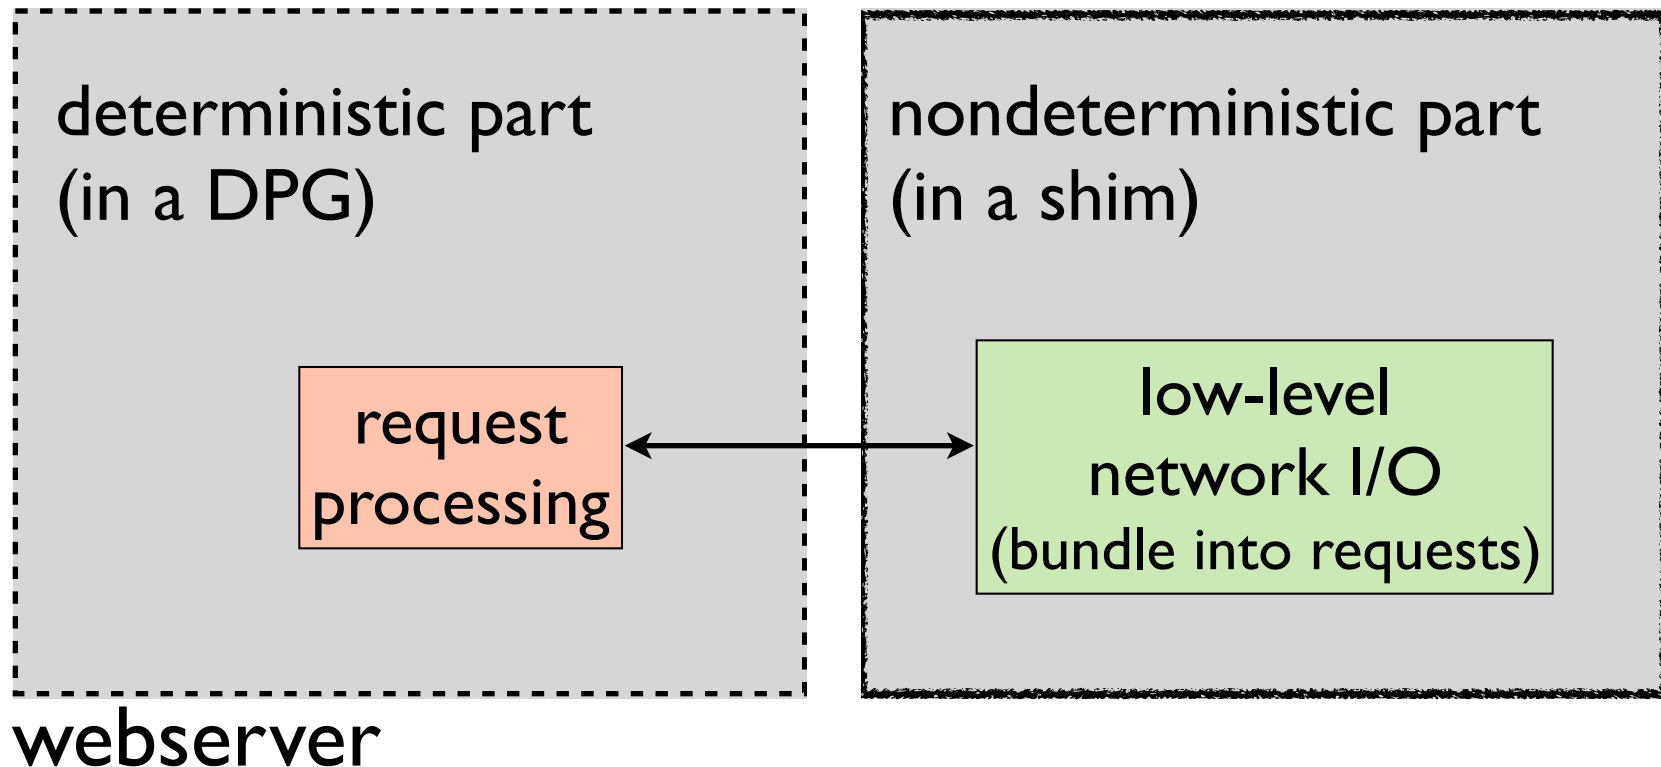 deterministic part
(in a DPG)
nondeterministic part
(in a shim)
request
processing
low-level
network I/O
(bundle into requests)
webserver